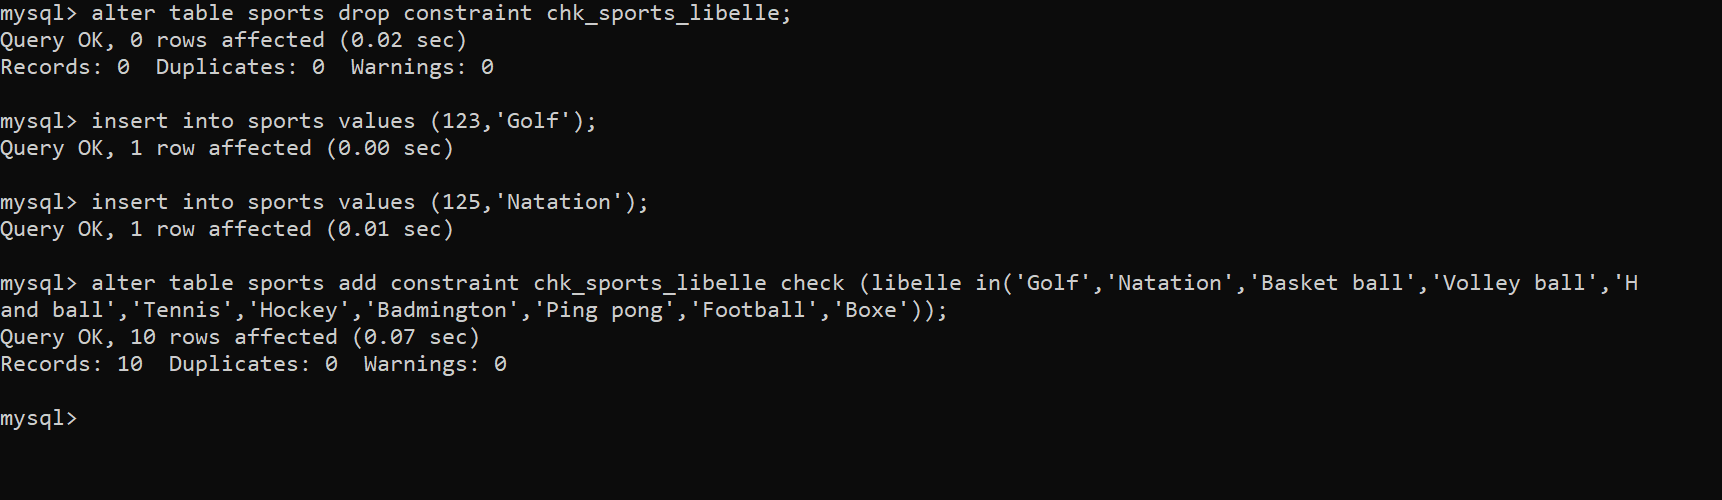 mysql> alter table sports drop constraint chk_sports_libelle;
Query OK, 0 rows affected (0.02 sec)
Records: 0  Duplicates: 0  Warnings: 0
mysql> insert into sports values (123,'Golf');
Query OK, 1 row affected (0.00 sec)
mysql> insert into sports values (125,'Natation');
Query OK, 1 row affected (0.01 sec)
mysql> alter table sports add constraint chk_sports_libelle check (libelle in('Golf','Natation','Basket ball','Volley ball','H
and ball','Tennis','Hockey','Badmington','Ping pong','Football','Boxe'));
Query OK, 10 rows affected (0.07 sec)
Records: 10  Duplicates: 0  Warnings: 0
mysql>